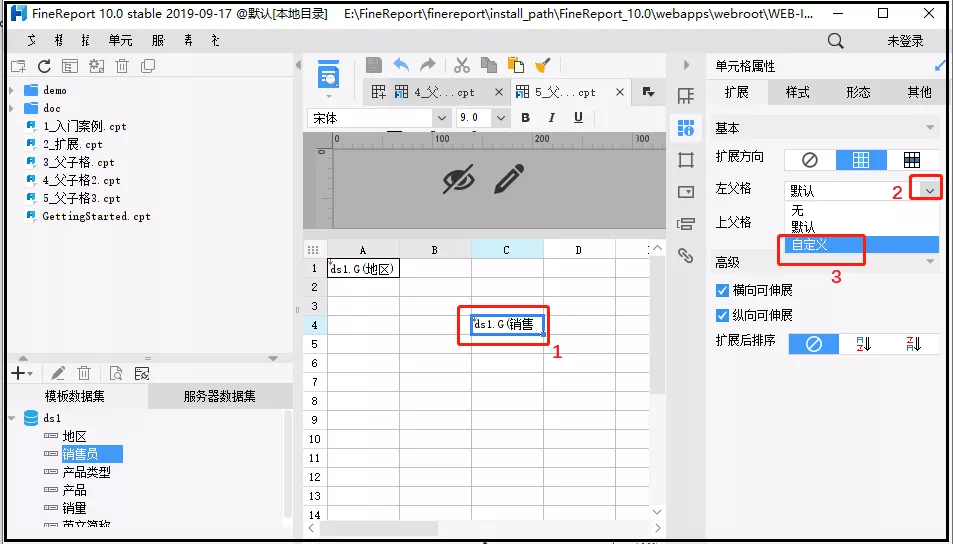 FineReport 10.0 stable 2019-09-17 @默认[本地目录] E:\FineReport\finereport\install_path\FineReport_10.0\webapps\webroot\WEB-I...
单元 服
未登录
demo
doc
1_入门案例.cpt
2_扩展.cpt
3_父子格.cpt
4_父子格2.cpt
5_父子格3.cpt
GettingStarted.cpt
模板数据集 服务器数据集
ds1
地区
销售员
产品类型
产品
销量
英文简称
4_父...cpt 5_父...cpt
宋体 9.0 B I U
0 100 200 300
0
A B C D
1 ds1.G(地区)
2
3
4 ds1.G(销售
5
6
7
8
9
10
11
12
13
14
1
单元格属性
扩展 样式 形态 其他
基本
扩展方向
左父格 默认 2
无
默认
自定义
上父格
3
高级
横向可伸展
纵向可伸展
扩展后排序